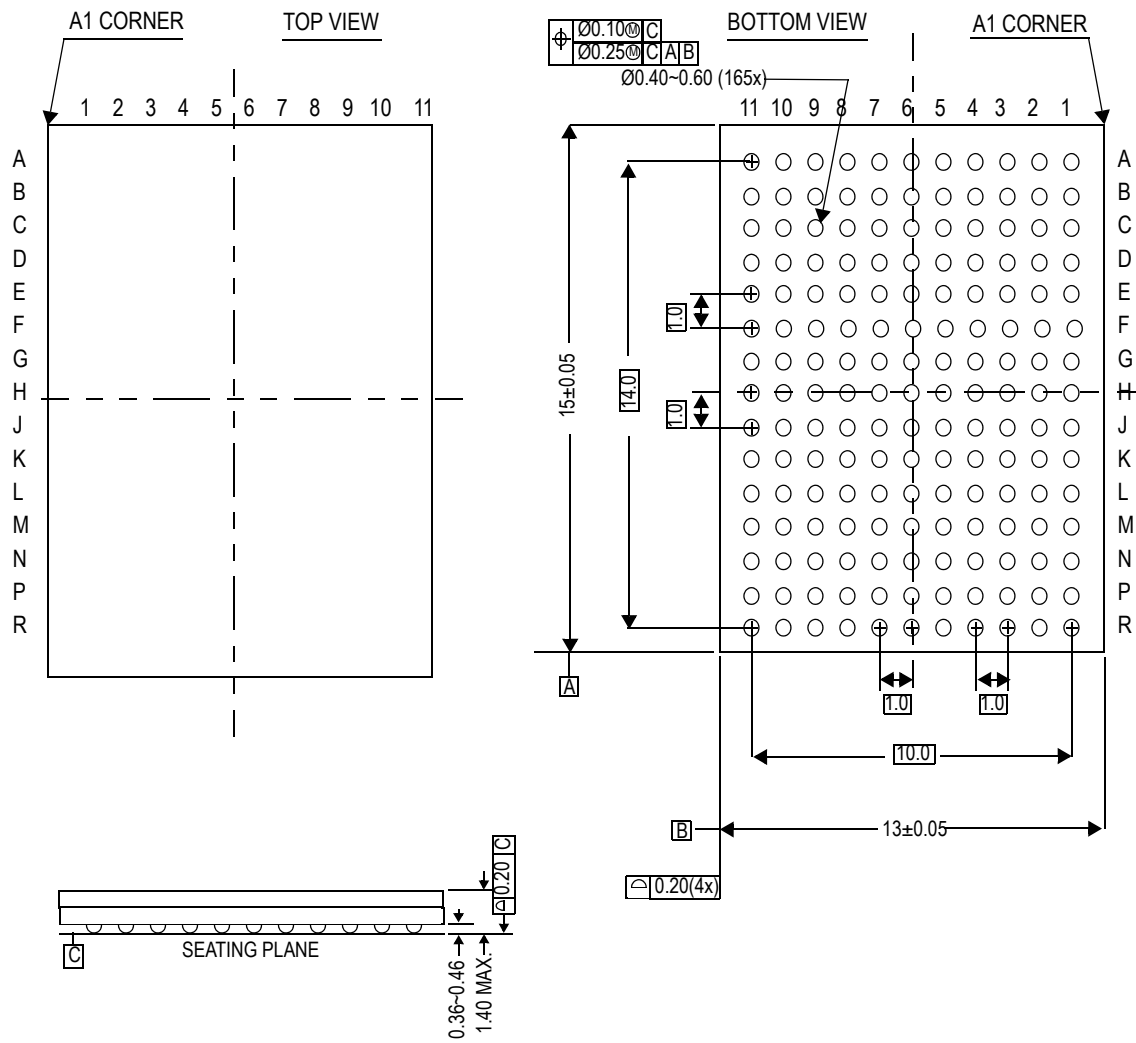 A1 CORNER
TOP VIEW
1 2 3 4 5 6 7 8 9 10 11
A
B
C
D
E
F
G
H
J
K
L
M
N
P
R
Ø0.10Ⓜ C
Ø0.25Ⓜ C A B
Ø0.40~0.60 (165x)
BOTTOM VIEW
A1 CORNER
11 10 9 8 7 6 5 4 3 2 1
A
B
C
D
E
F
G
H
J
K
L
M
N
P
R
15±0.05
14.0
1.0
1.0
A
1.0
1.0
10.0
B
13±0.05
0.20(4x)
0.20 C
C
SEATING PLANE
0.36~0.46
1.40 MAX.